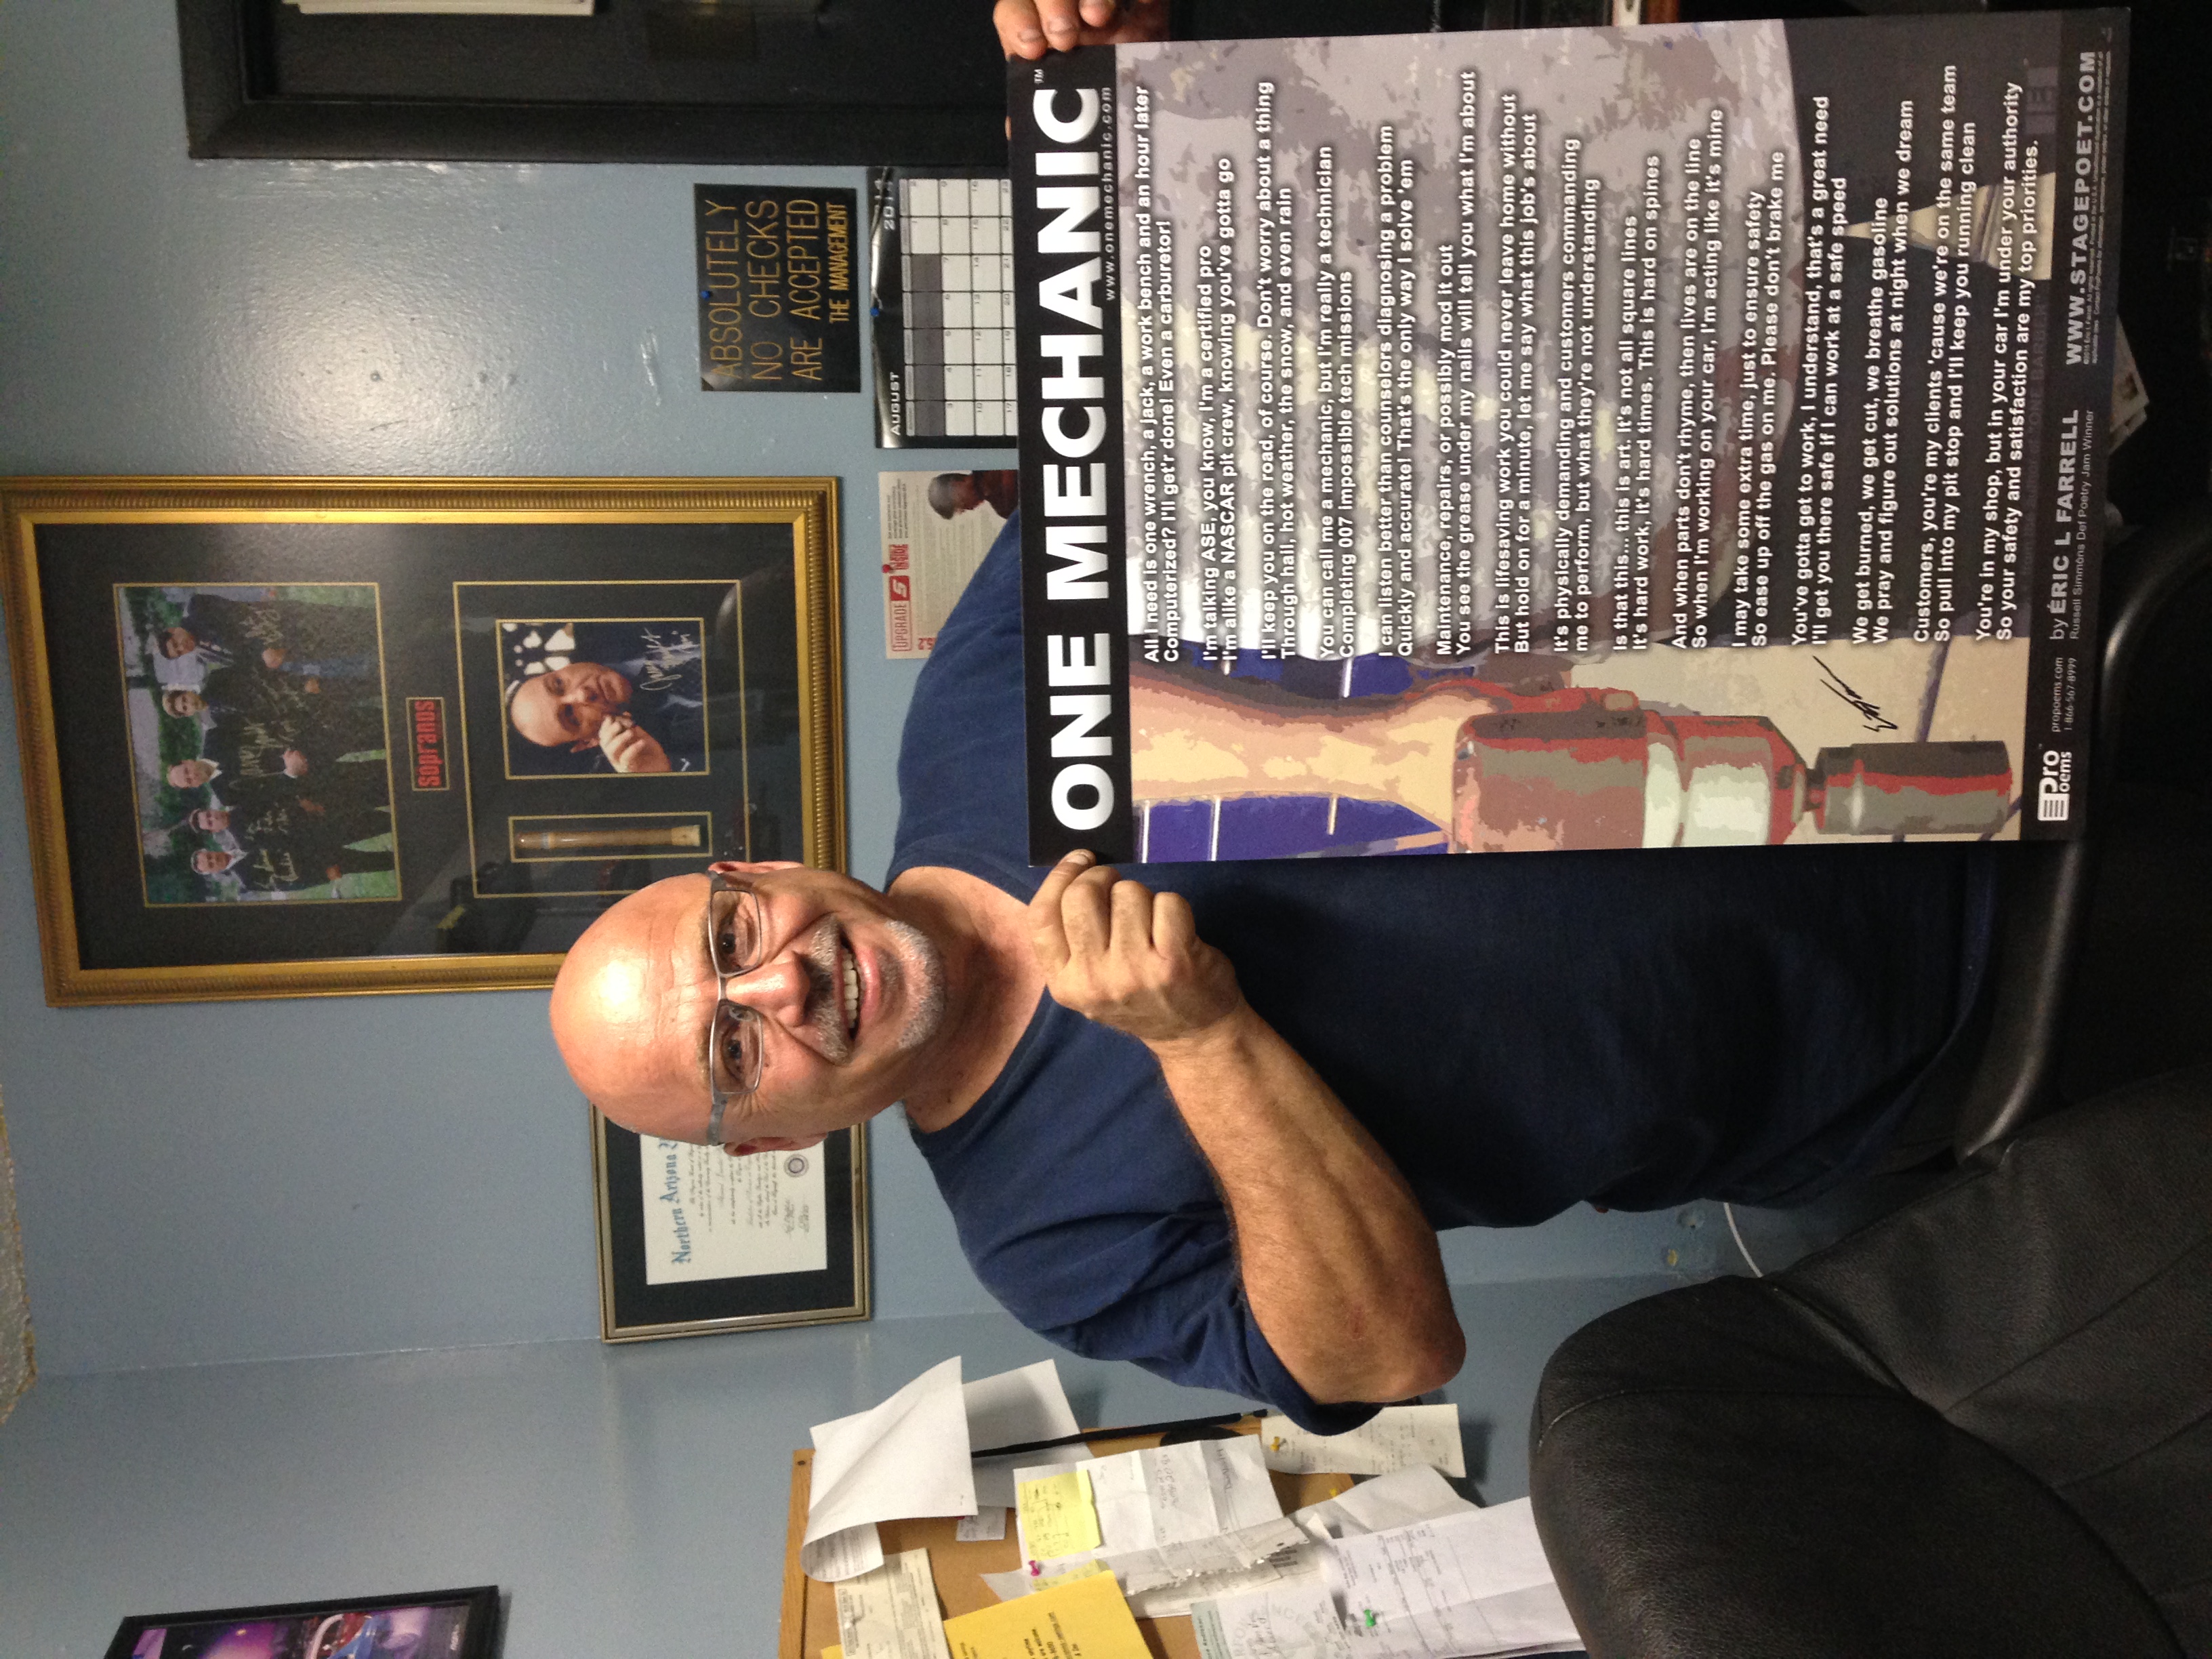 ONE MECHANIC™
www.onemechanic.com
All I need is one wrench, a jack, a work bench and an hour later
Computerized? I'll get'r done! Even a carburetor!
I'm talking ASE, you know, I'm a certified pro
I'm alike a NASCAR pit crew, knowing you've gotta go
I'll keep you on the road, of course. Don't worry about a thing
Through hail, hot weather, the snow, and even rain
You can call me a mechanic, but I'm really a technician
Completing 007 impossible tech missions
I can listen better than counselors diagnosing a problem
Quickly and accurate! That's the only way I solve 'em
Maintenance, repairs, or possibly mod it out
You see the grease under my nails will tell you what I'm about
This is lifesaving work you could never leave home without
But hold on for a minute, let me say what this job's about
It's physically demanding and customers commanding
me to perform, but what they're not understanding
Is that this... this is art. It's not all square lines
It's hard work, it's hard times. This is hard on spines
And when parts don't rhyme, then lives are on the line
So when I'm working on your car, I'm acting like it's mine
I may take some extra time, just to ensure safety
So ease up off the gas on me. Please don't brake me
You've gotta get to work, I understand, that's a great need
I'll get you there safe if I can work at a safe speed
We get burned, we get cut, we breathe gasoline
We pray and figure out solutions at night when we dream
Customers, you're my clients 'cause we're on the same team
So pull into my pit stop and I'll keep you running clean
You're in my shop, but in your car I'm under your authority
So your safety and satisfaction are my top priorities.
Pro Poems™
propoems.com
1-866-567-8999
by ÉRIC L FARRELL
Russell Simmons Def Poetry Jam Winner
WWW.STAGEPOET.COM
Sopranos
ABSOLUTELY
NO CHECKS
ARE ACCEPTED
THE MANAGEMENT
AUGUST 2014
UPGRADE
Northern Arizona